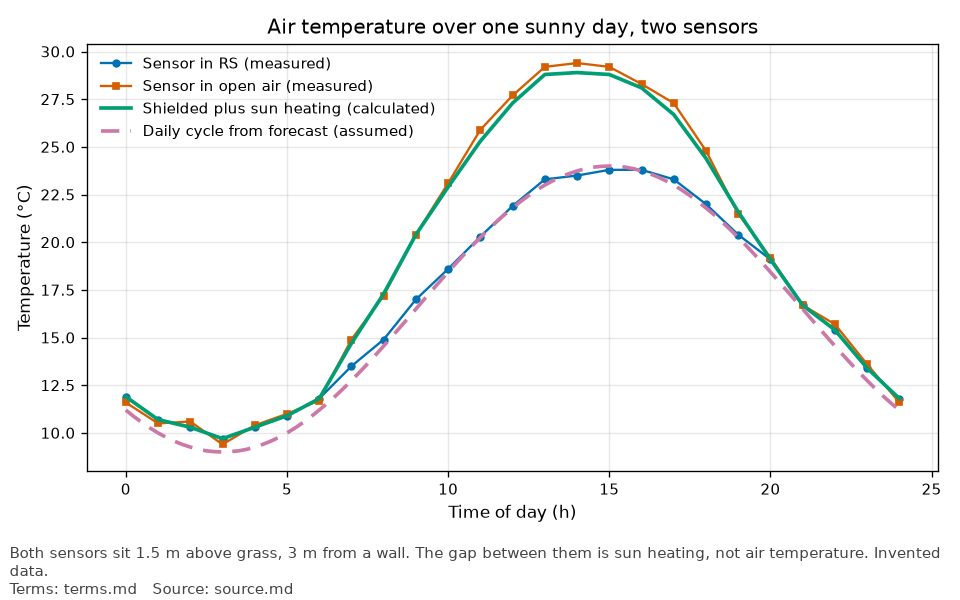 Air temperature over one sunny day, two sensors
Sensor in RS (measured)
Sensor in open air (measured)
Shielded plus sun heating (calculated)
Daily cycle from forecast (assumed)
Temperature (°C)
30.0
27.5
25.0
22.5
20.0
17.5
15.0
12.5
10.0
0 5 10 15 20 25
Time of day (h)
Both sensors sit 1.5 m above grass, 3 m from a wall. The gap between them is sun heating, not air temperature. Invented
data.
Terms: terms.md Source: source.md